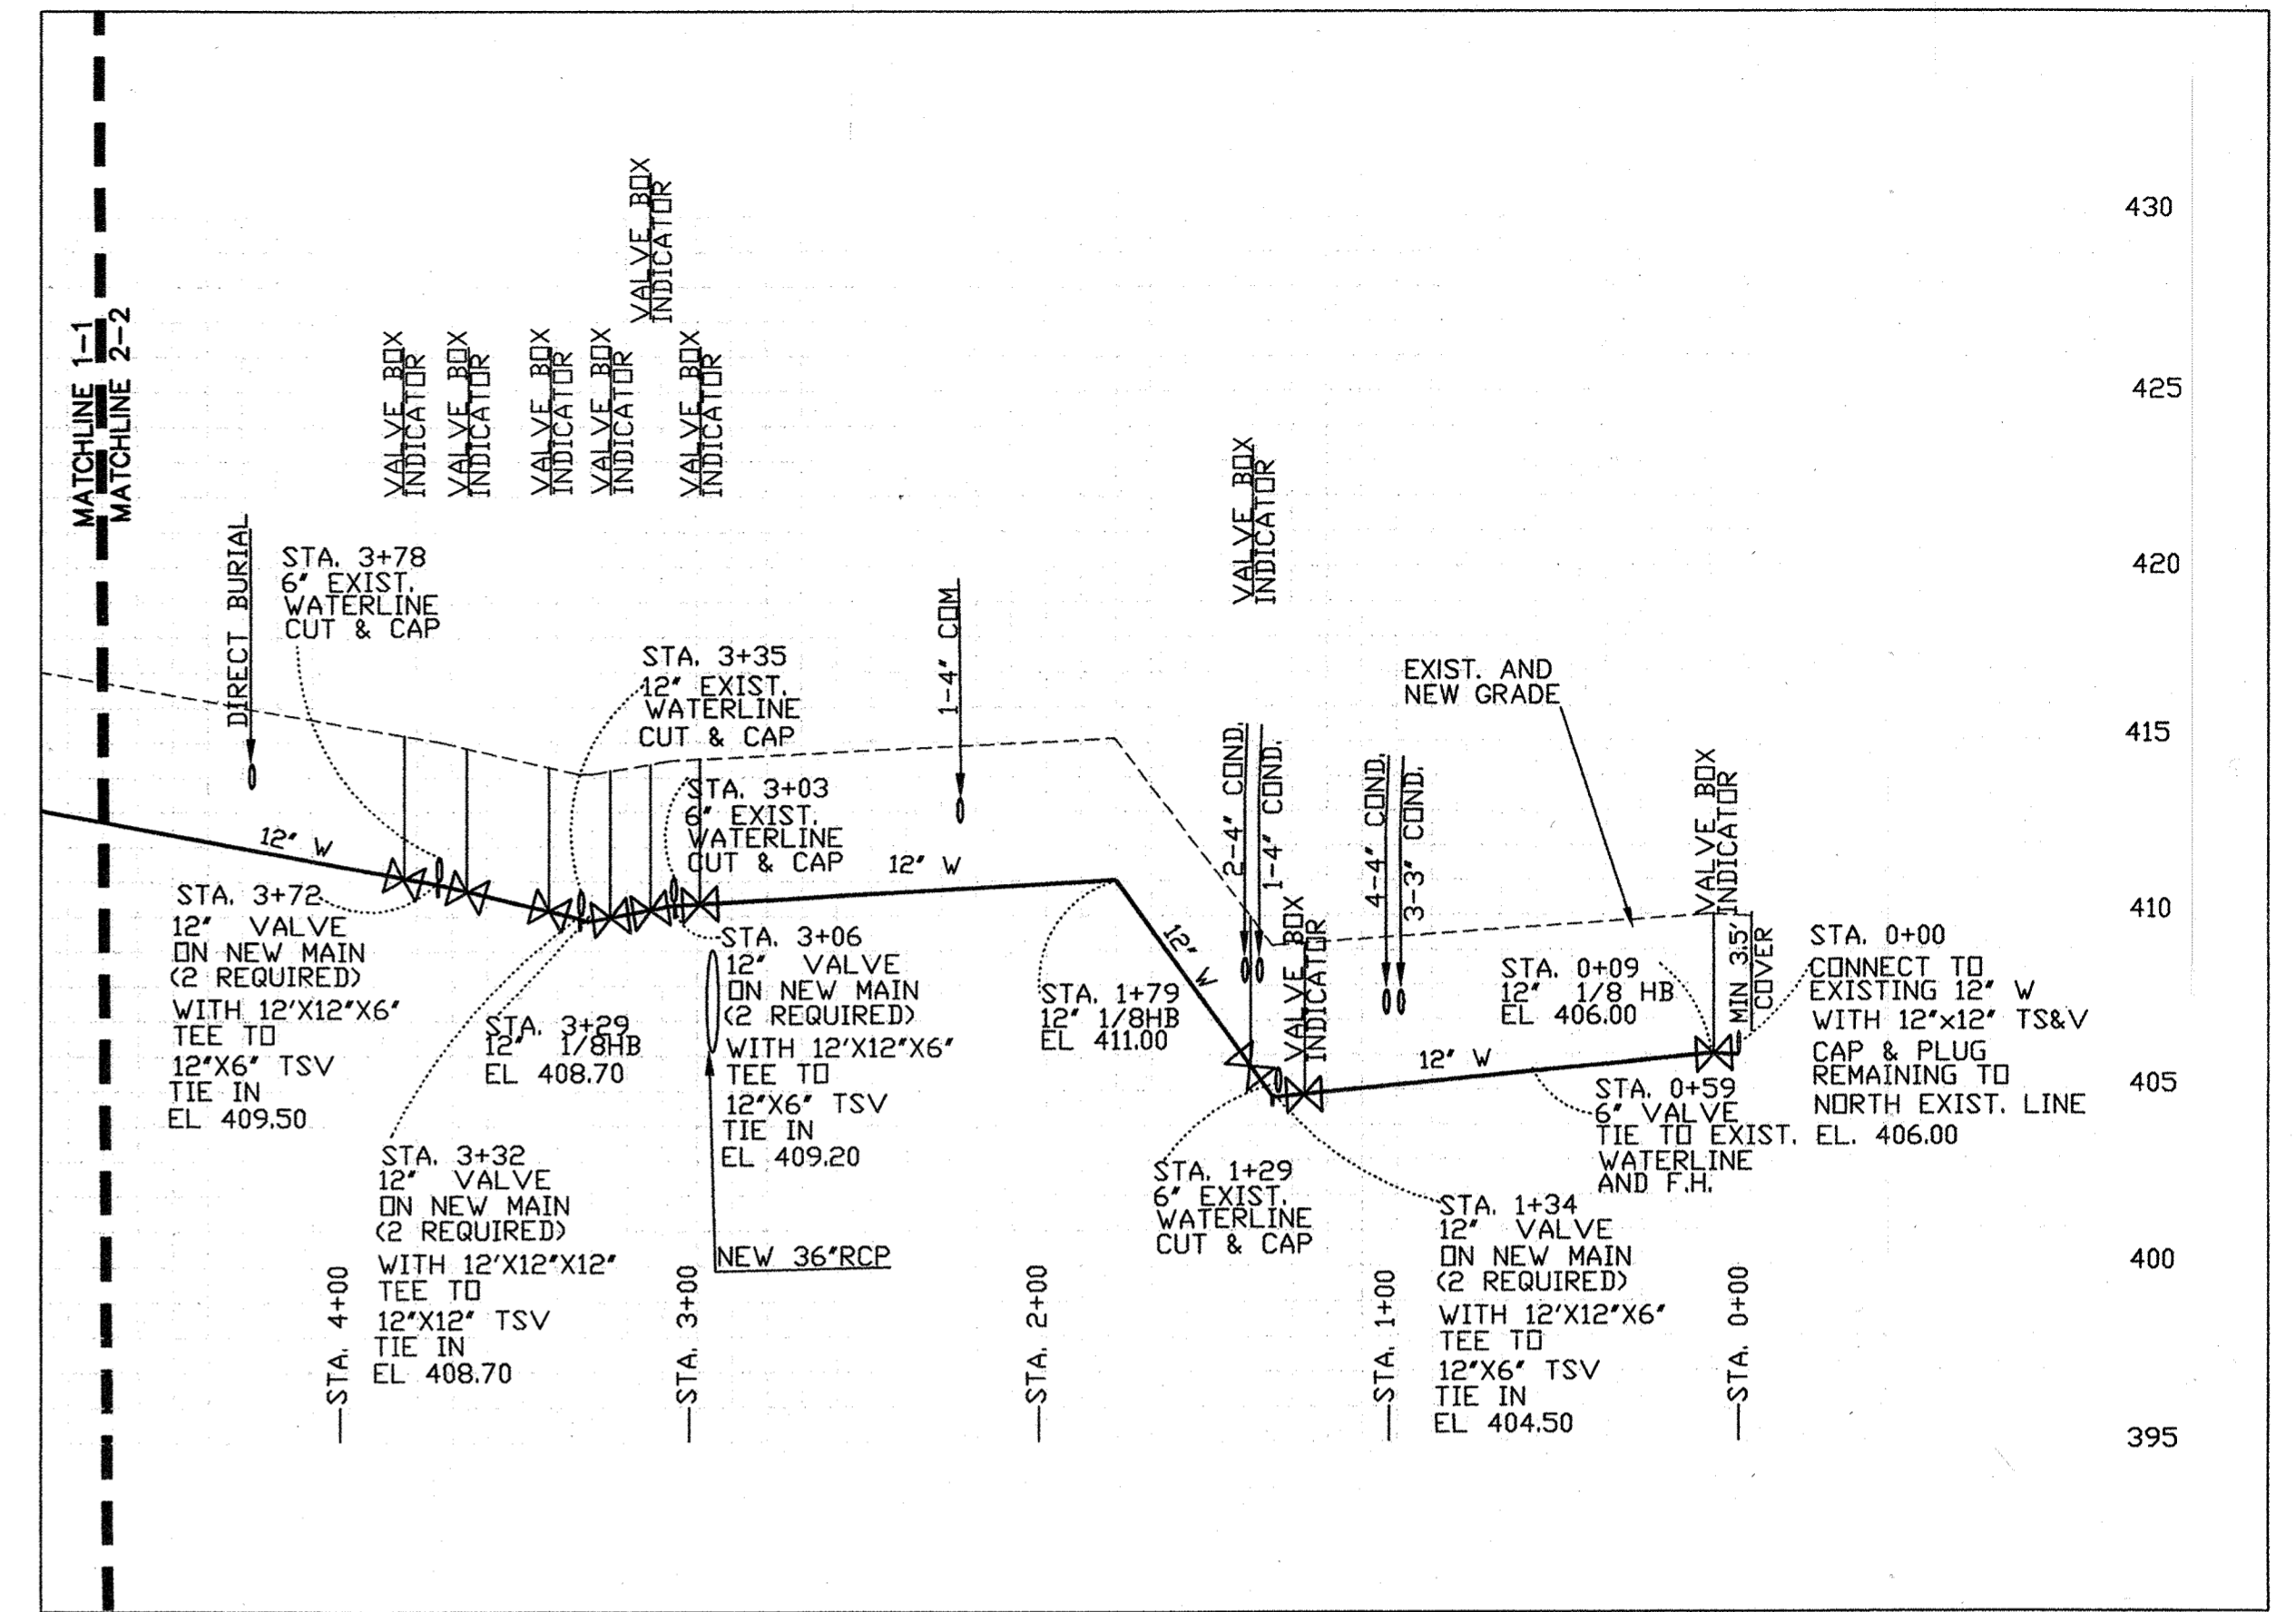 MATCHLINE 1-1
MATCHLINE 2-2
VALVE BOX
INDICATOR
VALVE BOX
INDICATOR
VALVE BOX
INDICATOR
VALVE BOX
INDICATOR
VALVE BOX
INDICATOR
VALVE BOX
INDICATOR
VALVE BOX
INDICATOR
430
425
420
415
410
405
400
395
DIRECT BURIAL
STA. 3+78
6" EXIST.
WATERLINE
CUT & CAP
STA. 3+35
12" EXIST.
WATERLINE
CUT & CAP
1-4" COM
EXIST. AND
NEW GRADE
STA. 3+03
6" EXIST.
WATERLINE
CUT & CAP
2-4" COND.
1-4" COND.
4-4" COND.
3-3" COND.
VALVE BOX
INDICATOR
VALVE BOX
INDICATOR
MIN 3.5'
COVER
12" W
12" W
12" W
12" W
STA. 3+72
12" VALVE
ON NEW MAIN
(2 REQUIRED)
WITH 12'X12"X6"
TEE TO
12"X6" TSV
TIE IN
EL 409.50
STA. 3+29
12" 1/8HB
EL 408.70
STA. 3+06
12" VALVE
ON NEW MAIN
(2 REQUIRED)
WITH 12'X12"X6"
TEE TO
12"X6" TSV
TIE IN
EL 409.20
NEW 36"RCP
STA. 3+32
12" VALVE
ON NEW MAIN
(2 REQUIRED)
WITH 12'X12"X12"
TEE TO
12"X12" TSV
TIE IN
EL 408.70
STA. 1+79
12" 1/8HB
EL 411.00
STA. 1+29
6" EXIST.
WATERLINE
CUT & CAP
STA. 1+34
12" VALVE
ON NEW MAIN
(2 REQUIRED)
WITH 12'X12"X6"
TEE TO
12"X6" TSV
TIE IN
EL 404.50
STA. 0+09
12" 1/8 HB
EL 406.00
STA. 0+59
6" VALVE
TIE TO EXIST.
WATERLINE
AND F.H.
STA. 0+00
CONNECT TO
EXISTING 12" W
WITH 12"x12" TS&V
CAP & PLUG
REMAINING TO
NORTH EXIST. LINE
EL. 406.00
STA. 4+00
STA. 3+00
STA. 2+00
STA. 1+00
STA. 0+00